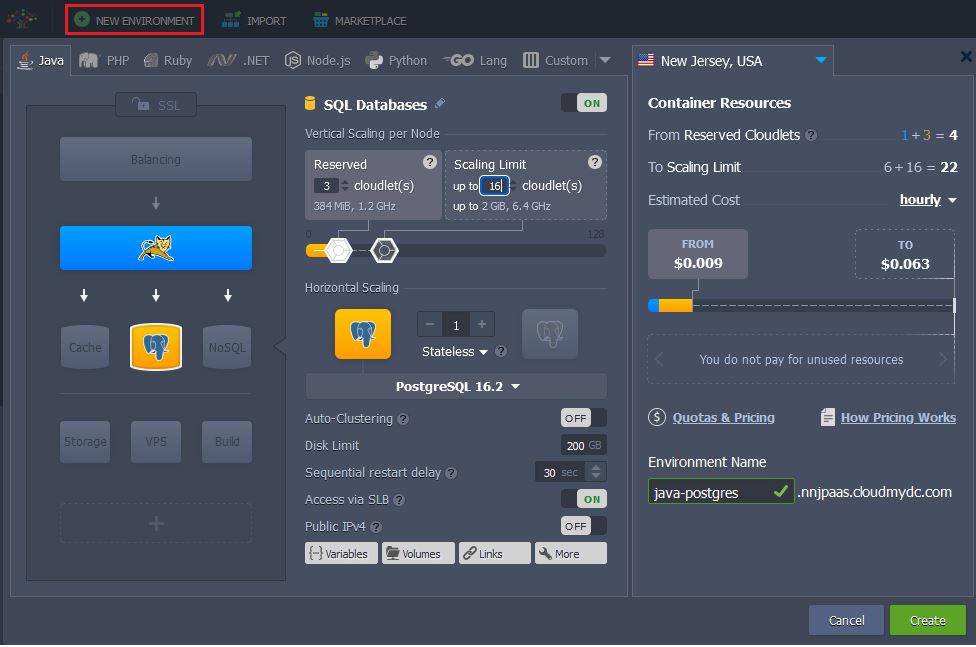 NEW ENVIRONMENT IMPORT MARKETPLACE
Java PHP Ruby .NET Node.js Python GO Lang Custom
SSL
Balancing
Cache NoSQL
Storage VPS Build
SQL Databases ON
Vertical Scaling per Node
Reserved ?
3 cloudlet(s)
384 MiB, 1.2 GHz
Scaling Limit ?
up to 16 cloudlet(s)
up to 2 GiB, 6.4 GHz
0 128
Horizontal Scaling
1
Stateless ?
PostgreSQL 16.2
Auto-Clustering ? OFF
Disk Limit 200 GB
Sequential restart delay ? 30 sec
Access via SLB ? ON
Public IPv4 ? OFF
Variables Volumes Links More
New Jersey, USA
Container Resources
From Reserved Cloudlets ? 1 + 3 = 4
To Scaling Limit 6 + 16 = 22
Estimated Cost hourly
FROM
$0.009
TO
$0.063
You do not pay for unused resources
$ Quotas & Pricing How Pricing Works
Environment Name
java-postgres .nnjpaas.cloudmydc.com
Cancel Create